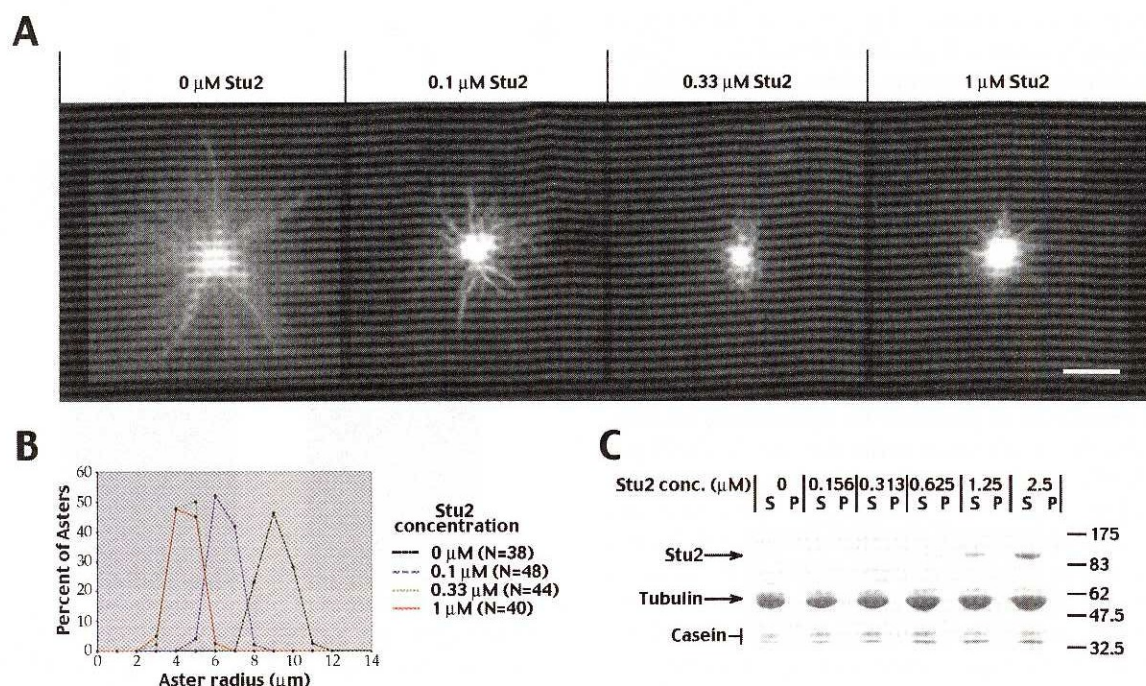 A
0 μM Stu2 0.1 μM Stu2 0.33 μM Stu2 1 μM Stu2
B
60
50
40
30
20
10
0
Percent of Asters
0 2 4 6 8 10 12 14
Aster radius (μm)
Stu2
concentration
0 μM (N=38)
0.1 μM (N=48)
0.33 μM (N=44)
1 μM (N=40)
C
Stu2 conc. (μM) 0 0.156 0.313 0.625 1.25 2.5
S P S P S P S P S P S P
Stu2
Tubulin
Casein
175
83
62
47.5
32.5